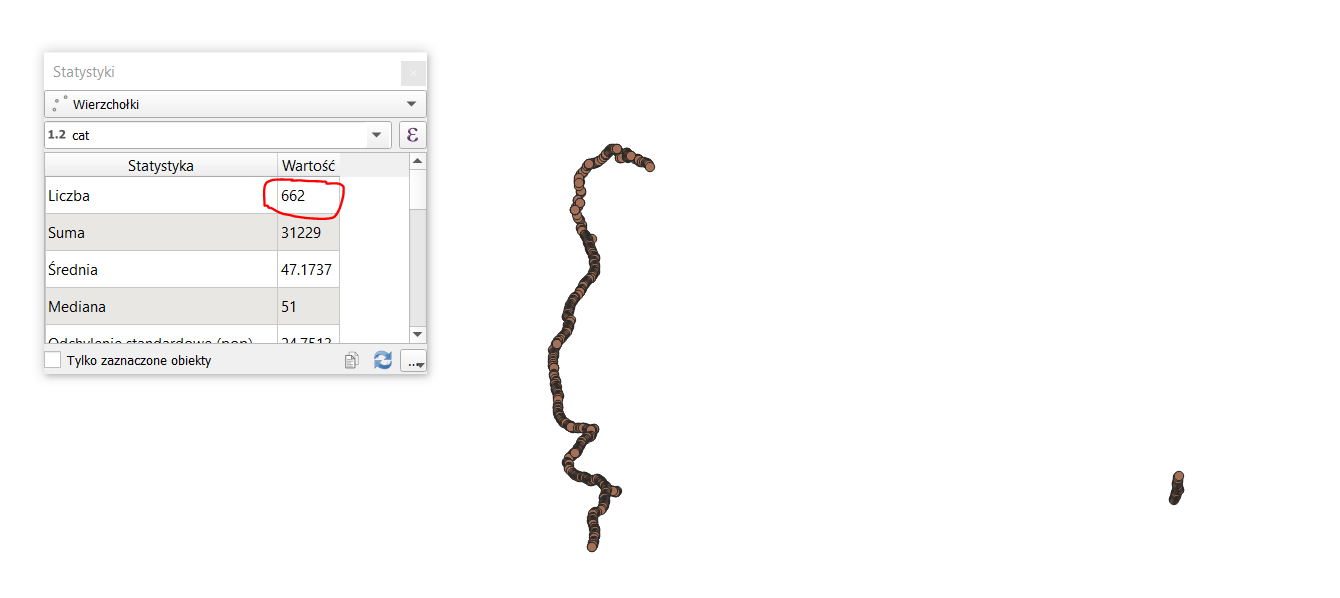 Statystyki
Wierzchołki
1.2 cat
ε
Statystyka Wartość
Liczba 662
Suma 31229
Średnia 47.1737
Mediana 51
Odchylenie standardowe (pop) 24.7512
Tylko zaznaczone obiekty
...